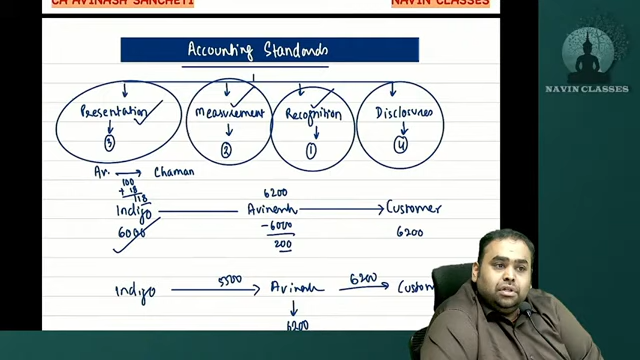 CA AVINASH SANCHETI NAVIN CLASSES
Accounting Standards
NAVIN CLASSES
Presentation Measurement Recognition Disclosures
3 2 1 4
Av. Chaman
100
+ 18
118
6200
Indigo Avinash Customer
6000 - 6000 6200
200
5500 6200
Indigo Avinash Custom
6200